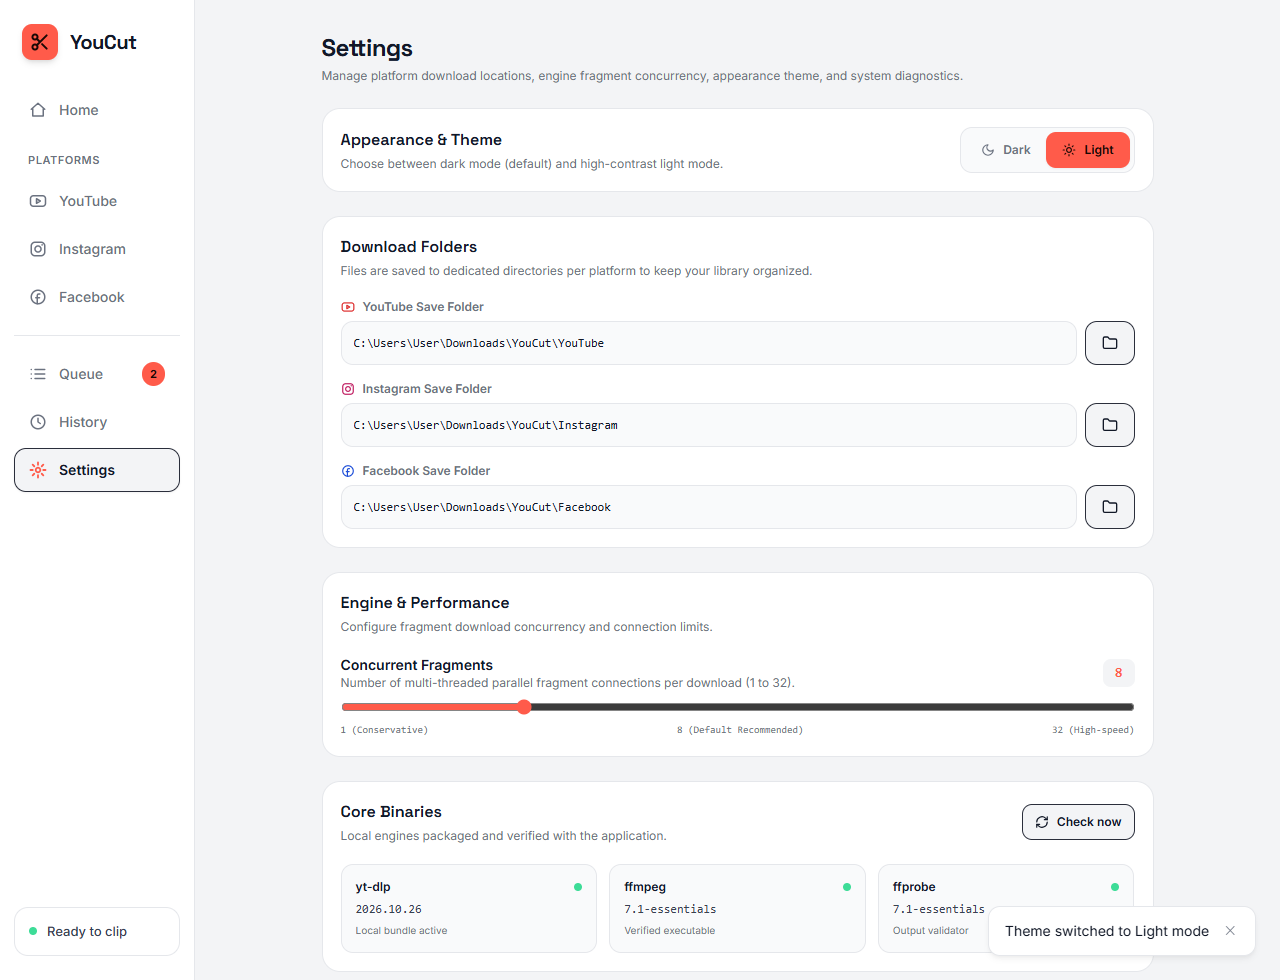 YouCut
Home
PLATFORMS
YouTube
Instagram
Facebook
Queue
2
History
Settings
Ready to clip
Settings
Manage platform download locations, engine fragment concurrency, appearance theme, and system diagnostics.
Appearance & Theme
Choose between dark mode (default) and high-contrast light mode.
Dark
Light
Download Folders
Files are saved to dedicated directories per platform to keep your library organized.
YouTube Save Folder
C:\Users\User\Downloads\YouCut\YouTube
Instagram Save Folder
C:\Users\User\Downloads\YouCut\Instagram
Facebook Save Folder
C:\Users\User\Downloads\YouCut\Facebook
Engine & Performance
Configure fragment download concurrency and connection limits.
Concurrent Fragments
Number of multi-threaded parallel fragment connections per download (1 to 32).
8
1 (Conservative)
8 (Default Recommended)
32 (High-speed)
Core Binaries
Local engines packaged and verified with the application.
Check now
yt-dlp
2026.10.26
Local bundle active
ffmpeg
7.1-essentials
Verified executable
ffprobe
7.1-essentials
Output validator
Theme switched to Light mode